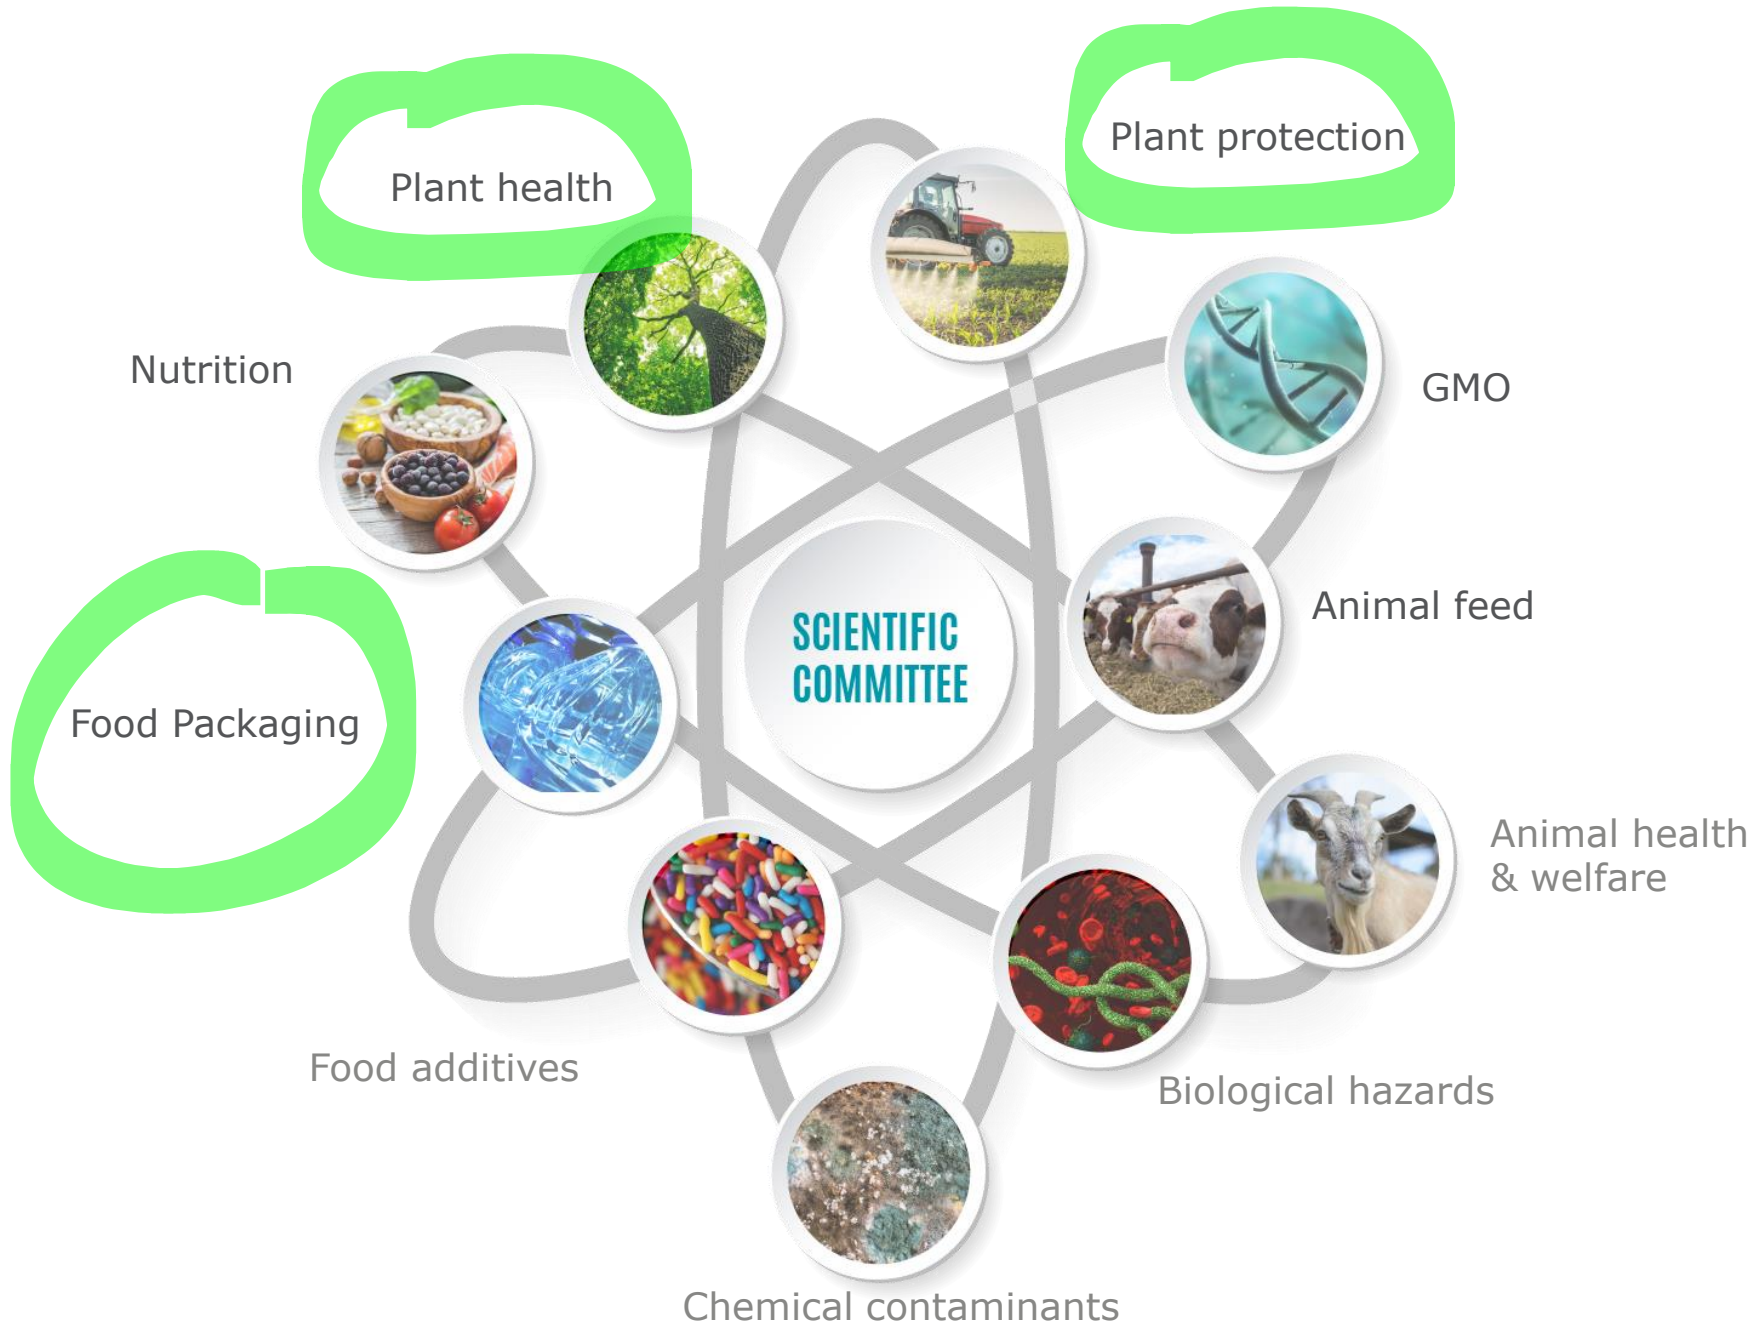 Plant protection
Plant health
Nutrition
GMO
Animal feed
SCIENTIFIC
COMMITTEE
Food Packaging
Animal health
& welfare
Food additives
Biological hazards
Chemical contaminants